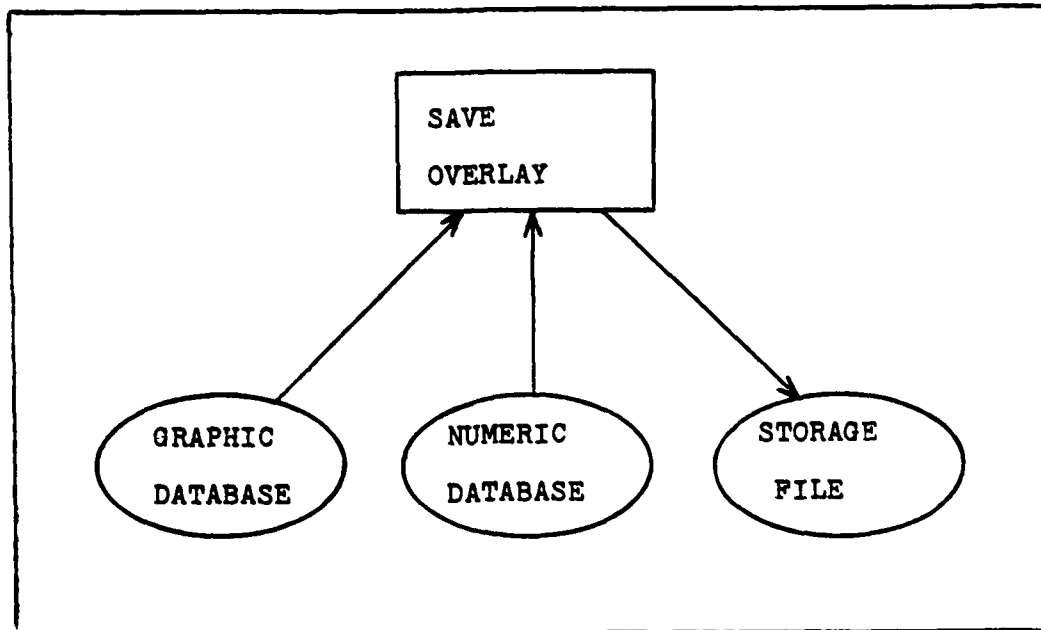 SAVE
OVERLAY
GRAPHIC
DATABASE
NUMERIC
DATABASE
STORAGE
FILE